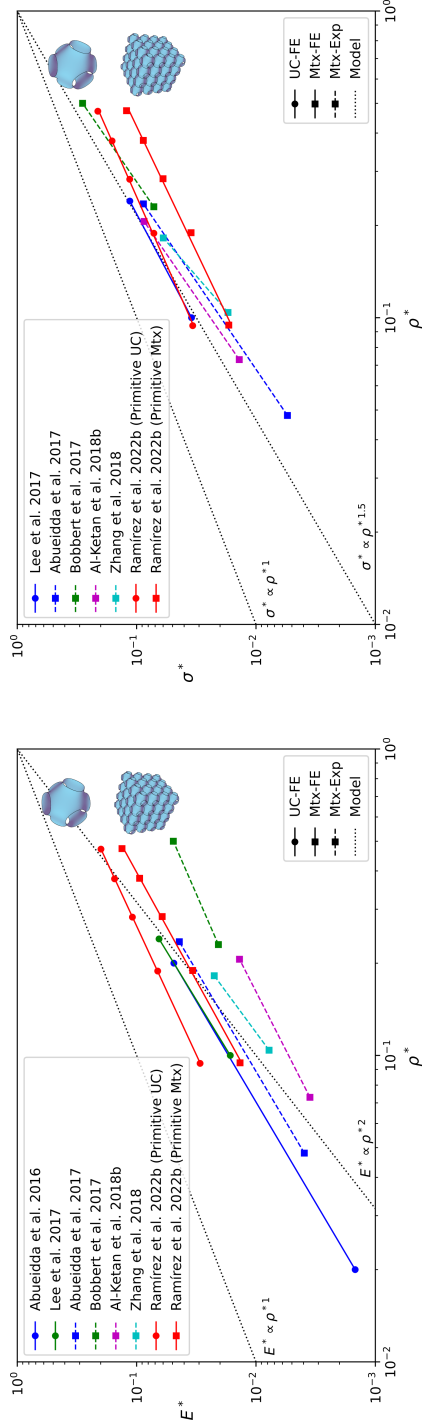 10^0
10^-1
10^-2
10^-3
E*
Abueidda et al. 2016
Lee et al. 2017
Abueidda et al. 2017
Bobbert et al. 2017
Al-Ketan et al. 2018b
Zhang et al. 2018
Ramírez et al. 2022b (Primitive UC)
Ramírez et al. 2022b (Primitive Mtx)
UC-FE
Mtx-FE
Mtx-Exp
Model
E* ∝ ρ*1
E* ∝ ρ*2
10^-2
10^-1
10^0
ρ*
10^0
10^-1
10^-2
10^-3
σ*
Lee et al. 2017
Abueidda et al. 2017
Bobbert et al. 2017
Al-Ketan et al. 2018b
Zhang et al. 2018
Ramírez et al. 2022b (Primitive UC)
Ramírez et al. 2022b (Primitive Mtx)
UC-FE
Mtx-FE
Mtx-Exp
Model
σ* ∝ ρ*1
σ* ∝ ρ*1.5
10^-2
10^-1
10^0
ρ*